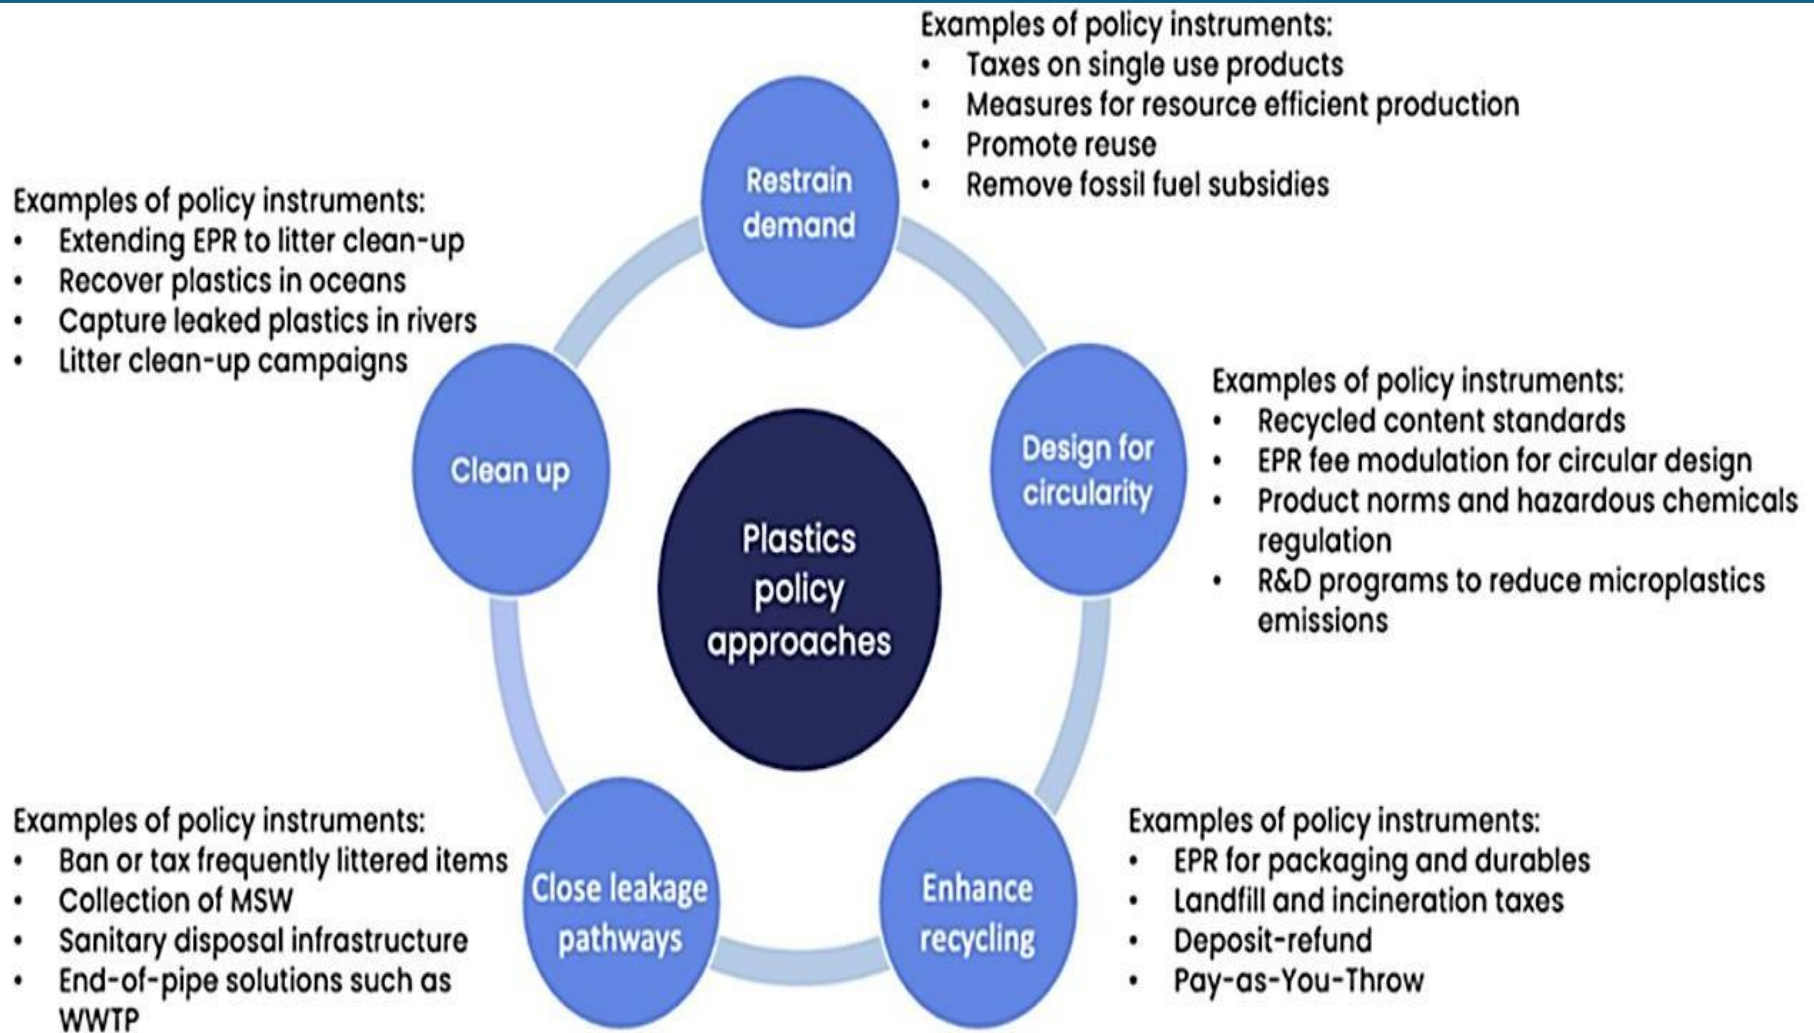 Examples of policy instruments:
• Taxes on single use products
• Measures for resource efficient production
• Promote reuse
• Remove fossil fuel subsidies
Restrain
demand
Examples of policy instruments:
• Extending EPR to litter clean-up
• Recover plastics in oceans
• Capture leaked plastics in rivers
• Litter clean-up campaigns
Clean up
Design for
circularity
Examples of policy instruments:
• Recycled content standards
• EPR fee modulation for circular design
• Product norms and hazardous chemicals
regulation
• R&D programs to reduce microplastics
emissions
Plastics
policy
approaches
Examples of policy instruments:
• Ban or tax frequently littered items
• Collection of MSW
• Sanitary disposal infrastructure
• End-of-pipe solutions such as
WWTP
Close leakage
pathways
Enhance
recycling
Examples of policy instruments:
• EPR for packaging and durables
• Landfill and incineration taxes
• Deposit-refund
• Pay-as-You-Throw